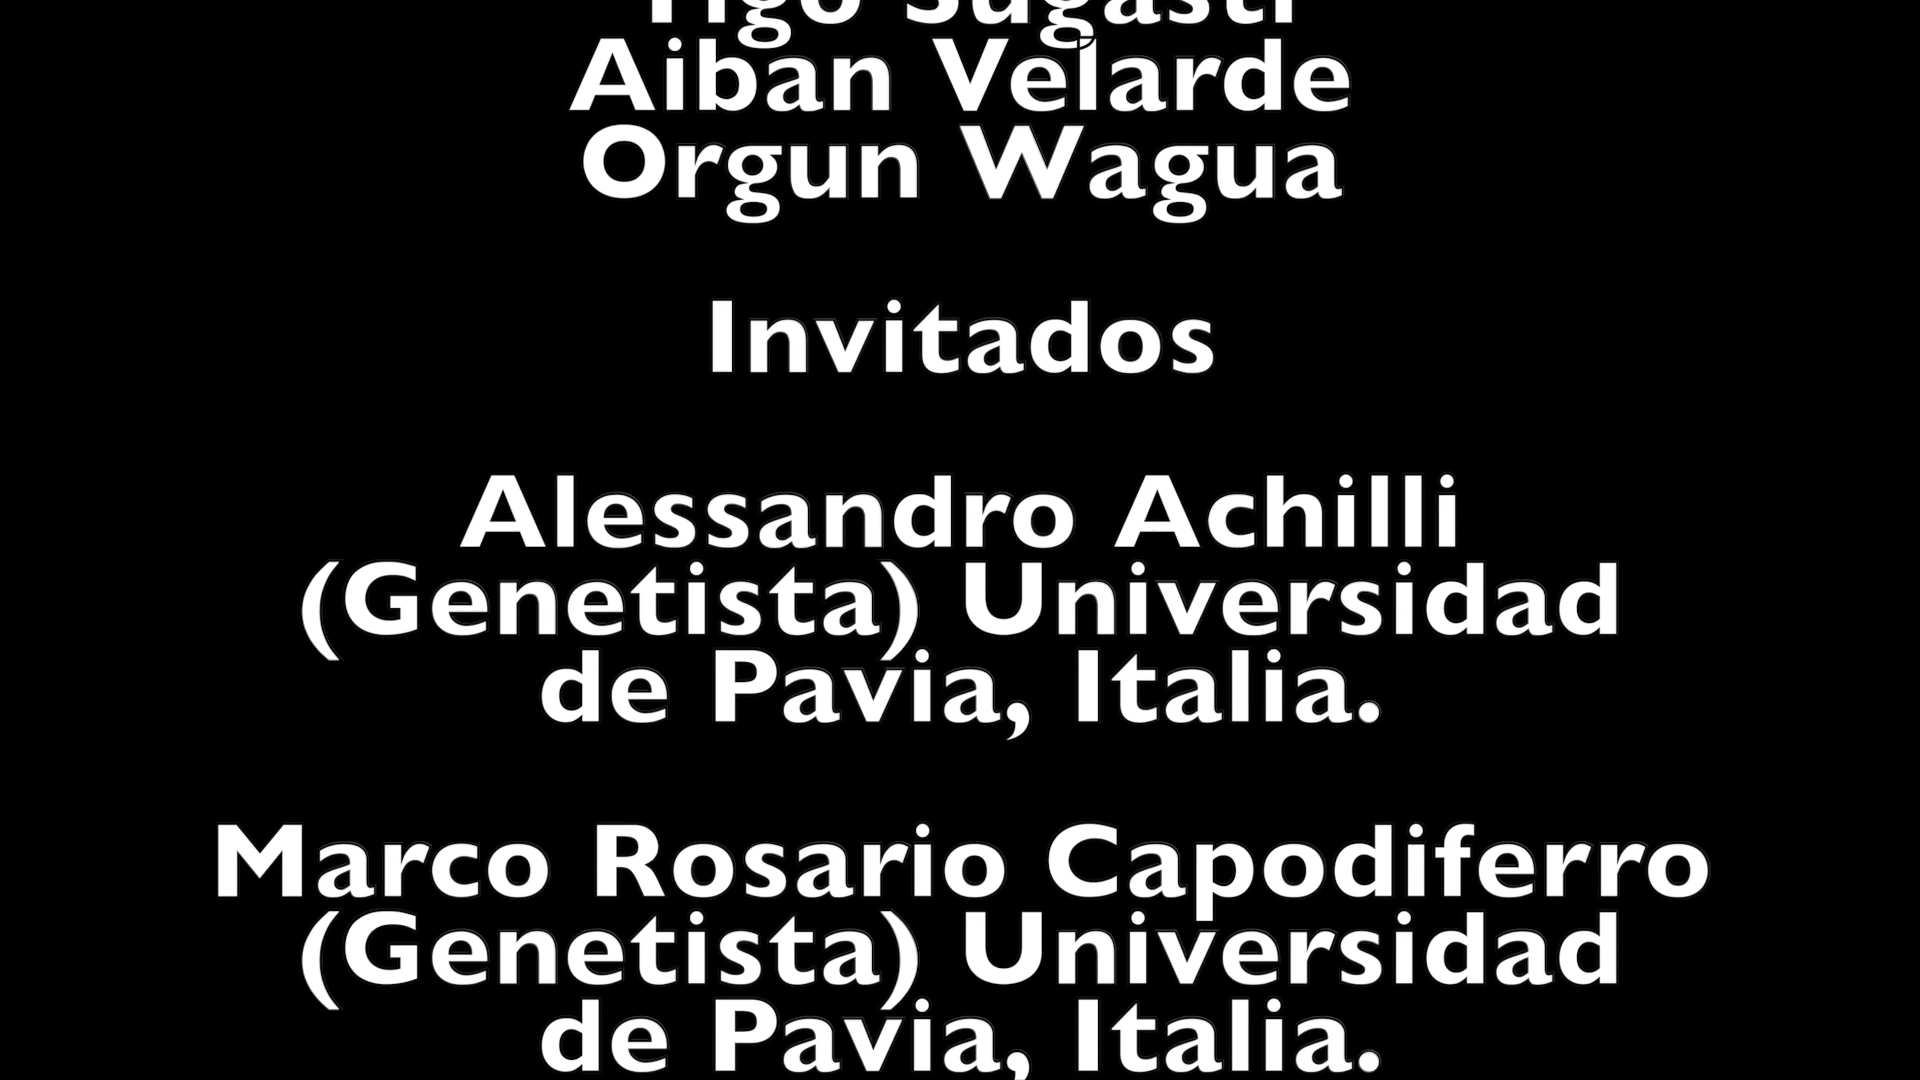 Sugasti
Aiban Velarde
Orgun Wagua
Invitados
Alessandro Achilli
(Genetista) Universidad
de Pavia, Italia.
Marco Rosario Capodiferro
(Genetista) Universidad
de Pavia, Italia.